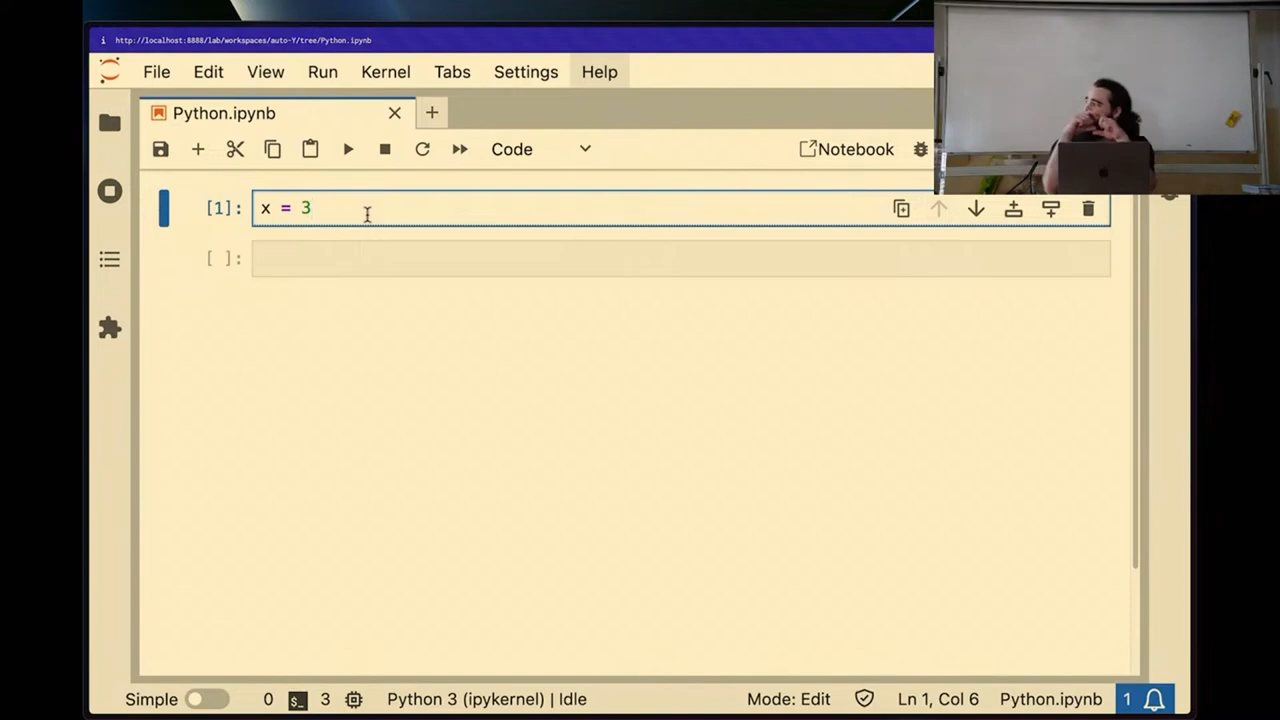 http://localhost:8888/lab/workspaces/auto-Y/tree/Python.ipynb
File Edit View Run Kernel Tabs Settings Help
Python.ipynb
Code Notebook
[1]: x = 3
[ ]:
Simple 0 $_ 3 Python 3 (ipykernel) | Idle Mode: Edit Ln 1, Col 6 Python.ipynb 1